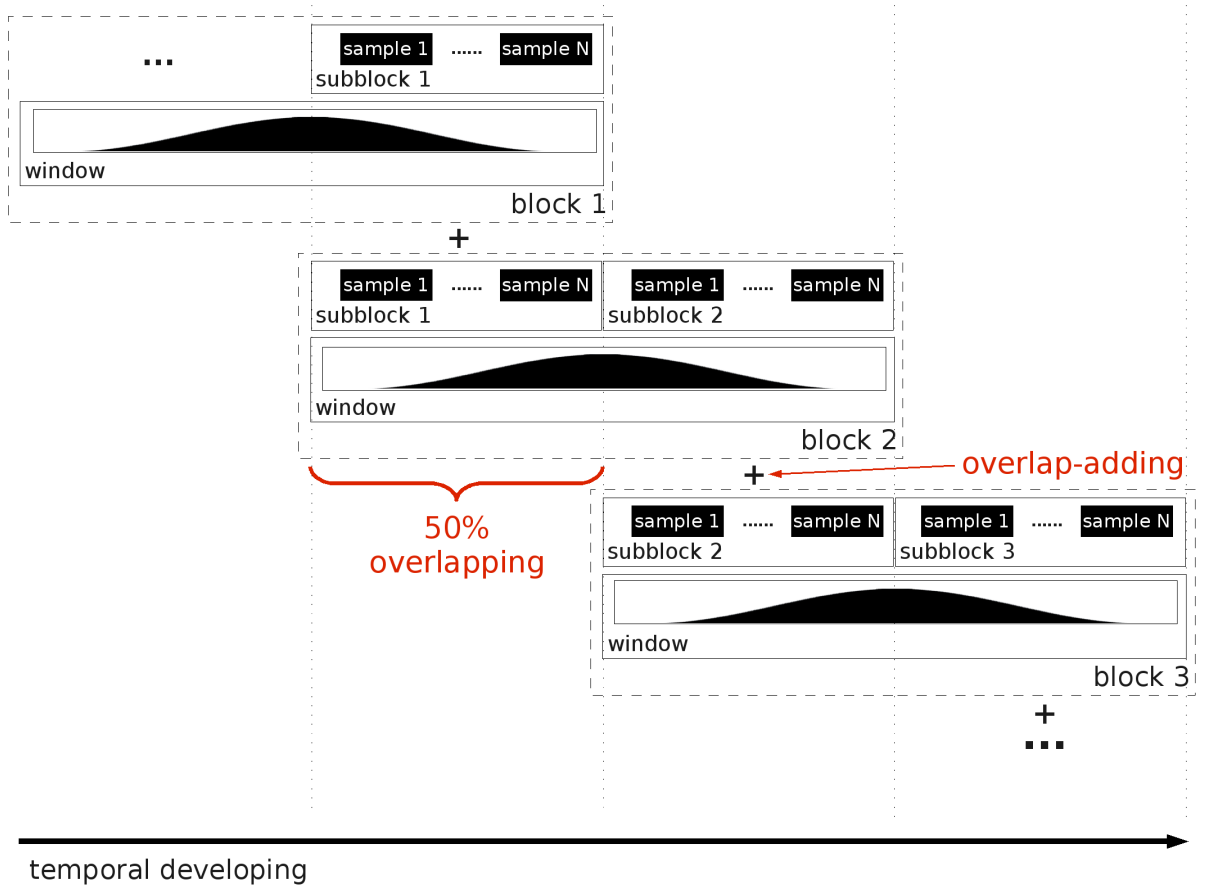 ... sample 1 ...... sample N
subblock 1
window
block 1
+
sample 1 ...... sample N sample 1 ...... sample N
subblock 1 subblock 2
window
block 2
+ overlap-adding
50%
overlapping
sample 1 ...... sample N sample 1 ...... sample N
subblock 2 subblock 3
window
block 3
+
...
temporal developing